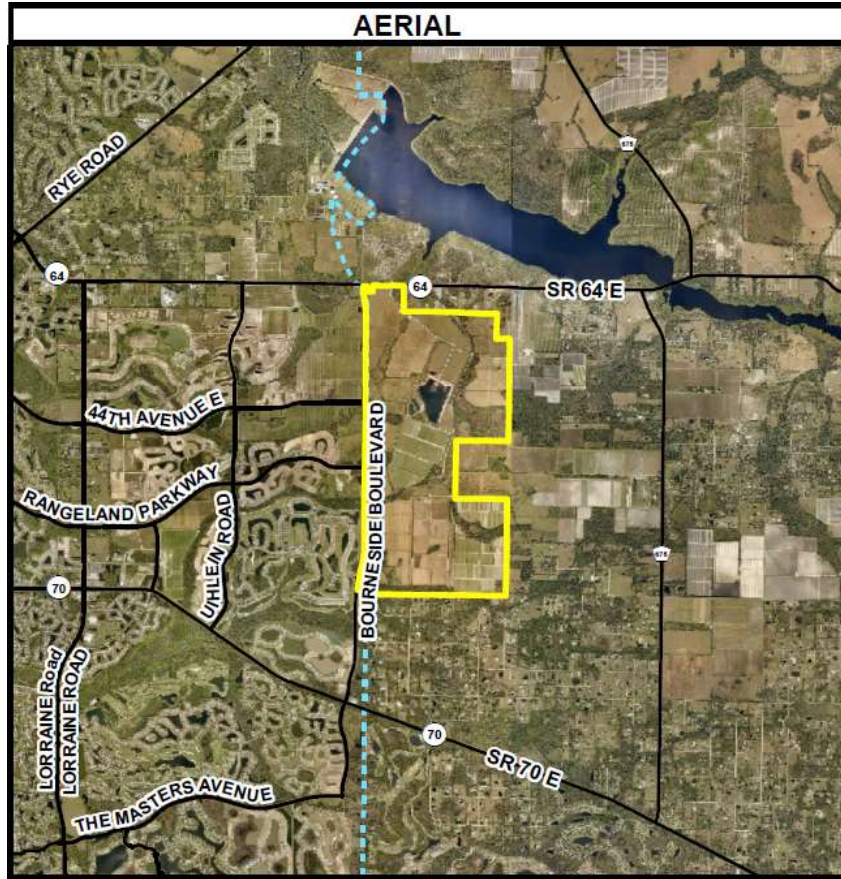 AERIAL
RYE ROAD
675
64
64
SR 64 E
44TH AVENUE E
BOURNESIDE BOULEVARD
RANGELAND PARKWAY
UIHLEIN ROAD
675
70
LORRAINE Road
LORRAINE ROAD
70
SR 70 E
THE MASTERS AVENUE